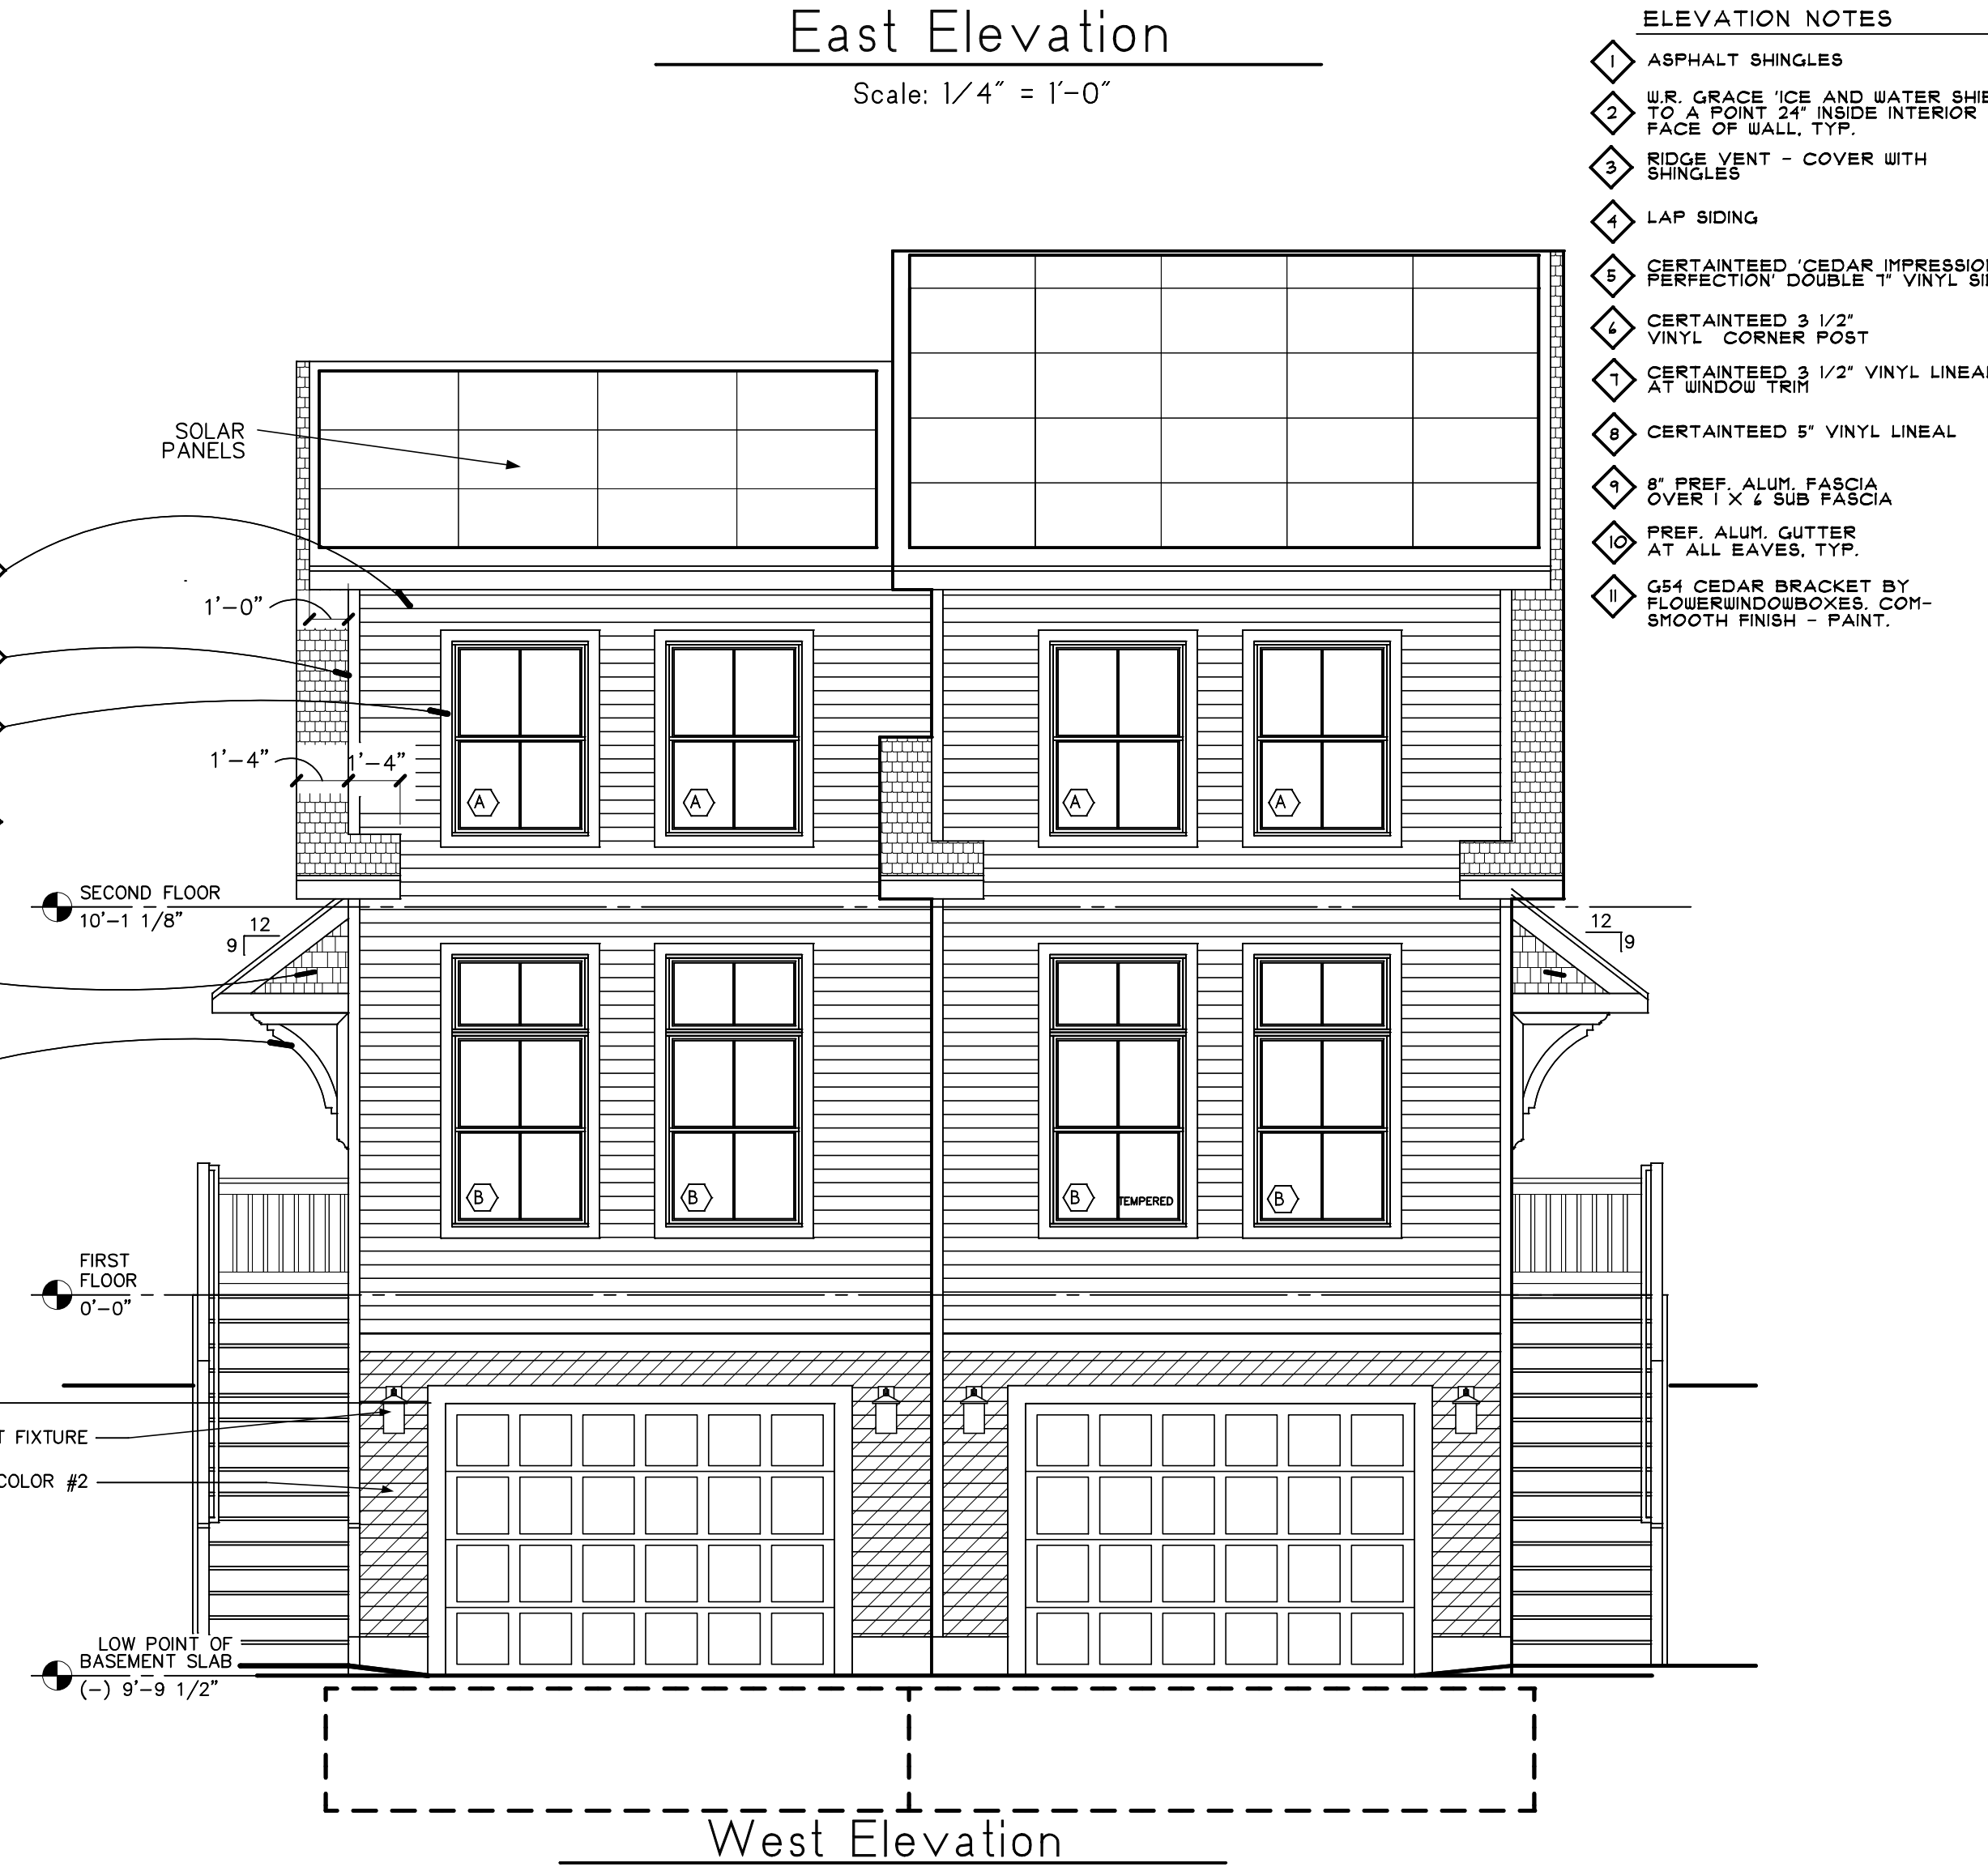 East Elevation
Scale: 1/4" = 1'-0"
ELEVATION NOTES
1 ASPHALT SHINGLES
2 W.R. GRACE 'ICE AND WATER
TO A POINT 24" INSIDE INTERIOR
FACE OF WALL, TYP.
3 RIDGE VENT - COVER WITH
SHINGLES
4 LAP SIDING
5 CERTAINTEED 'CEDAR
PERFECTION' DOUBLE 7" VINYL
6 CERTAINTEED 3 1/2"
VINYL CORNER POST
7 CERTAINTEED 3 1/2" VINYL LINEAL
AT WINDOW TRIM
8 CERTAINTEED 5" VINYL LINEAL
9 8" PREF. ALUM. FASCIA
OVER 1 X 6 SUB FASCIA
10 PREF. ALUM. GUTTER
AT ALL EAVES, TYP.
11 G54 CEDAR BRACKET BY
FLOWERWINDOWBOXES. COM-
SMOOTH FINISH - PAINT.
SOLAR
PANELS
1'-0"
1'-4" 1'-4"
A A A A
SECOND FLOOR
10'-1 1/8"
12
9
12
9
B B B TEMPERED B
FIRST
FLOOR
0'-0"
T FIXTURE
COLOR #2
LOW POINT OF
BASEMENT SLAB
(-) 9'-9 1/2"
West Elevation